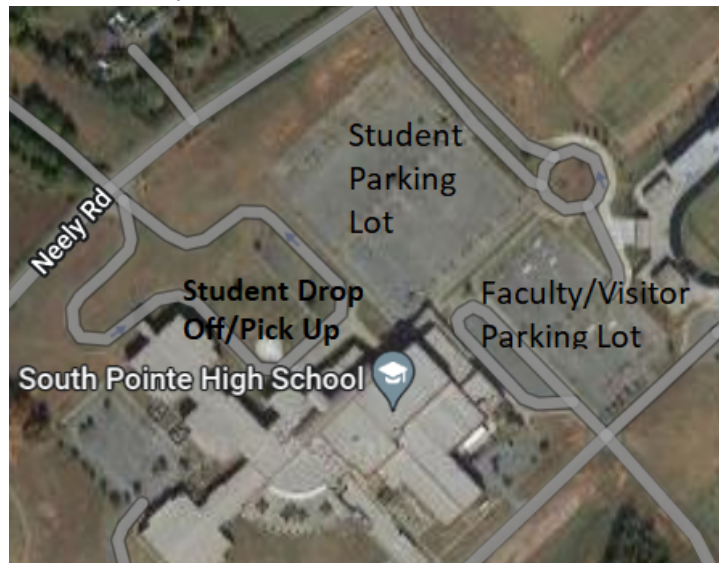 Student
Parking
Lot
Neely Rd
Student Drop
Off/Pick Up
Faculty/Visitor
Parking Lot
South Pointe High School